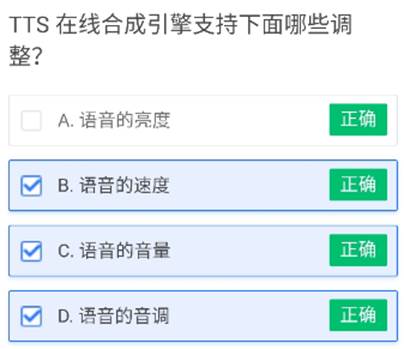 TTS 在线合成引擎支持下面哪些调
整？
A. 语音的亮度 正确
B. 语音的速度 正确
C. 语音的音量 正确
D. 语音的音调 正确